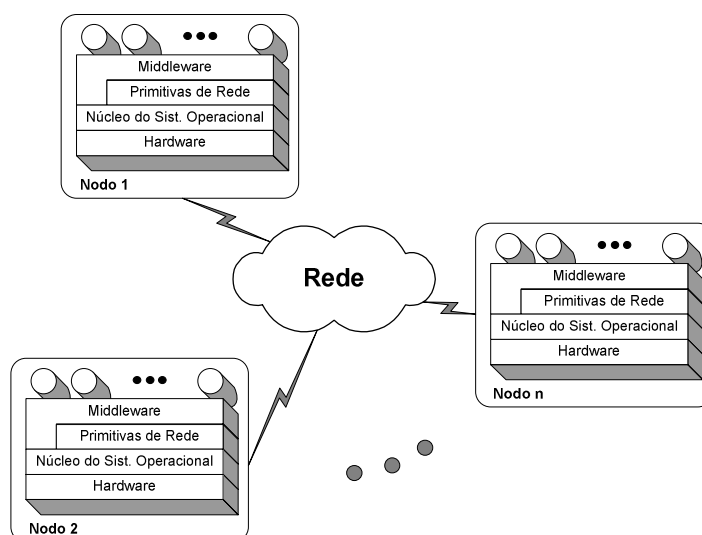 Middleware
Primitivas de Rede
Núcleo do Sist. Operacional
Hardware
Nodo 1
Rede
Middleware
Primitivas de Rede
Núcleo do Sist. Operacional
Hardware
Nodo n
Middleware
Primitivas de Rede
Núcleo do Sist. Operacional
Hardware
Nodo 2